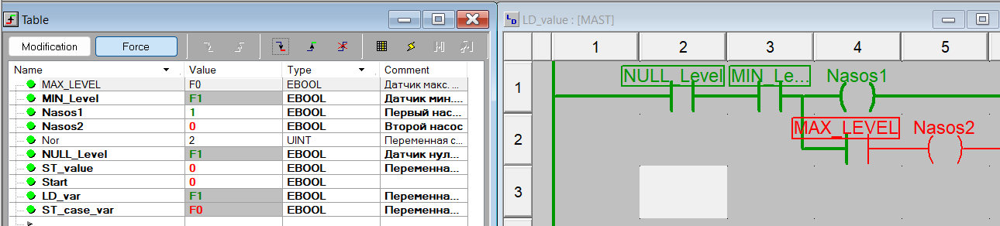 Table
Modification Force
Name Value Type Comment
MAX_LEVEL F0 EBOOL Датчик макс. ...
MIN_Level F1 EBOOL Датчик мин....
Nasos1 1 EBOOL Первый нас...
Nasos2 0 EBOOL Второй насос
Nor 2 UINT Переменная с...
NULL_Level F1 EBOOL Датчик нул...
ST_value 0 EBOOL Переменна...
Start 0 EBOOL
LD_var F1 EBOOL Переменна...
ST_case_var F0 EBOOL Переменна...
LD LD_value : [MAST]
1 2 3 4 5
1
NULL_Level MIN_Le... Nasos1
2
MAX_LEVEL Nasos2
3